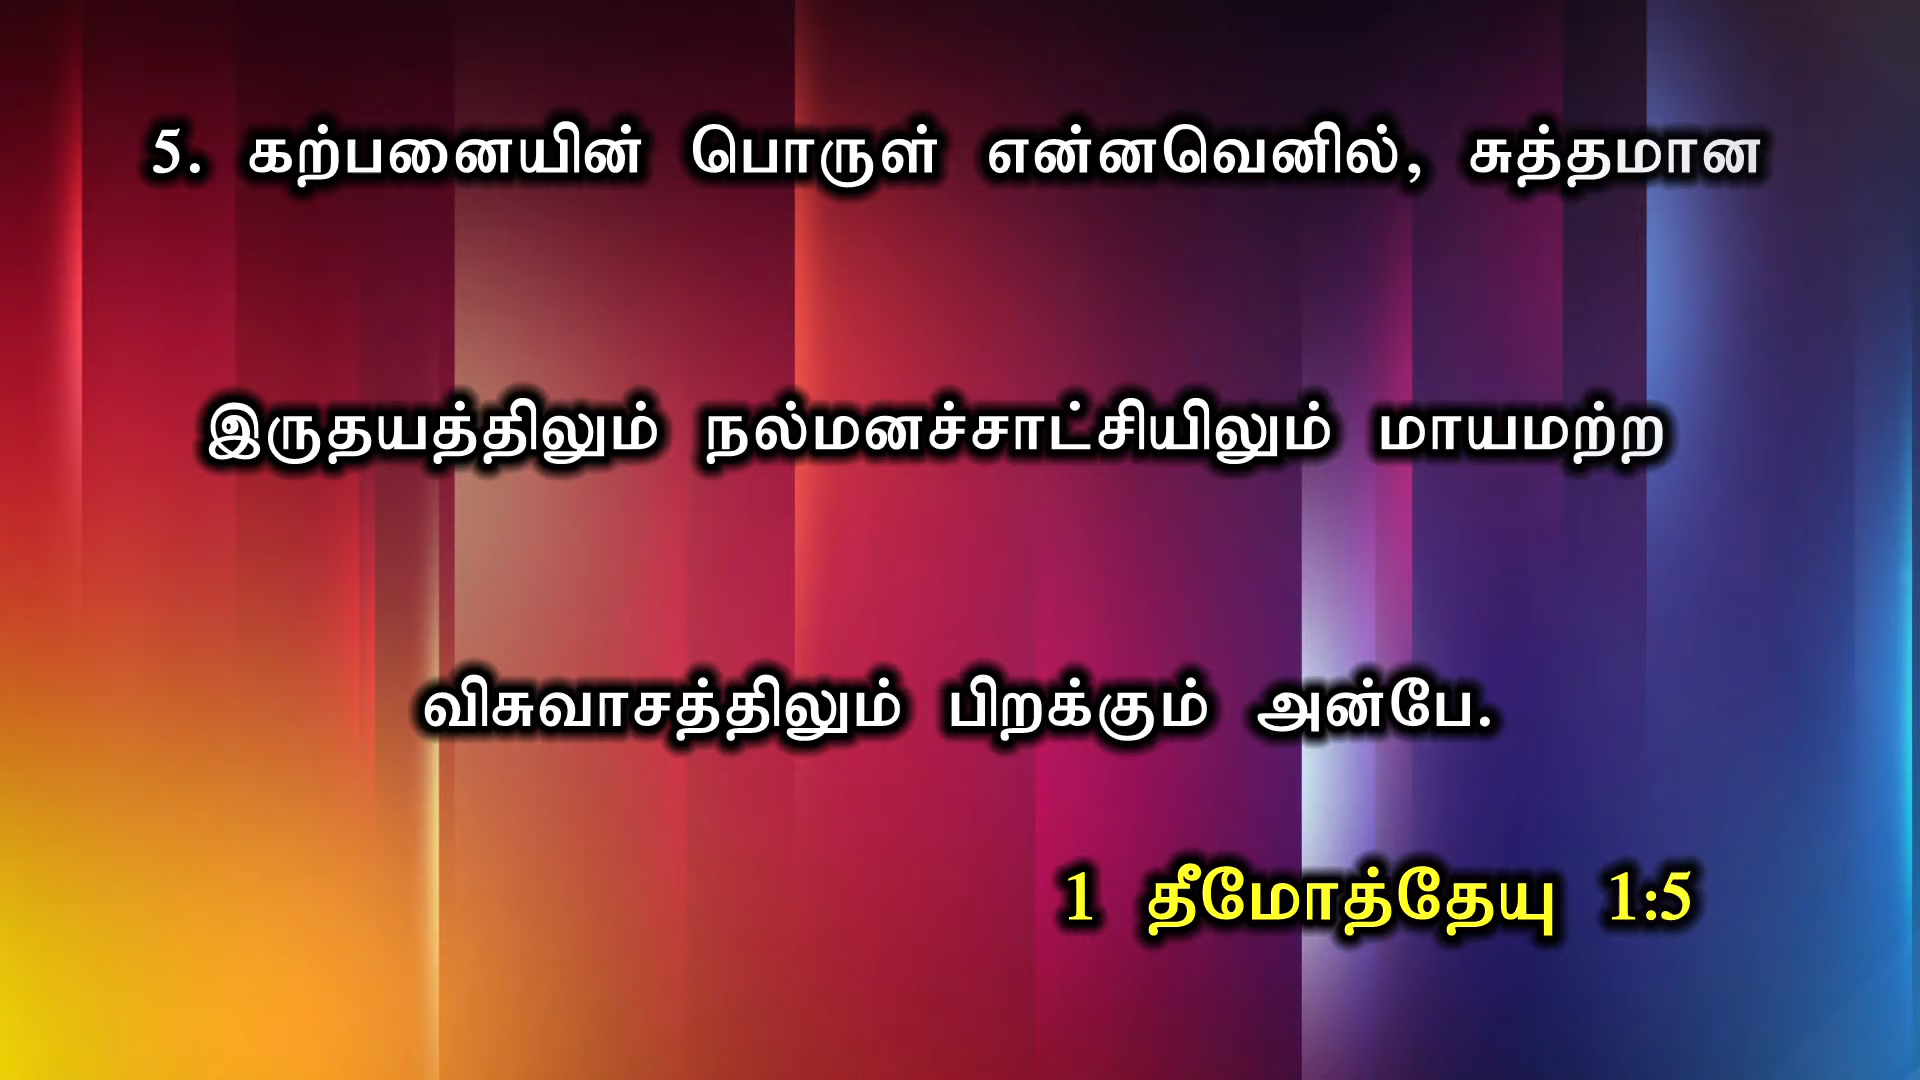 5. கற்பனையின் பொருள் என்னவெனில், சுத்தமான
இருதயத்திலும் நல்மனச்சாட்சியிலும் மாயமற்ற
விசுவாசத்திலும் பிறக்கும் அன்பே.
1 தீமோத்தேயு 1:5